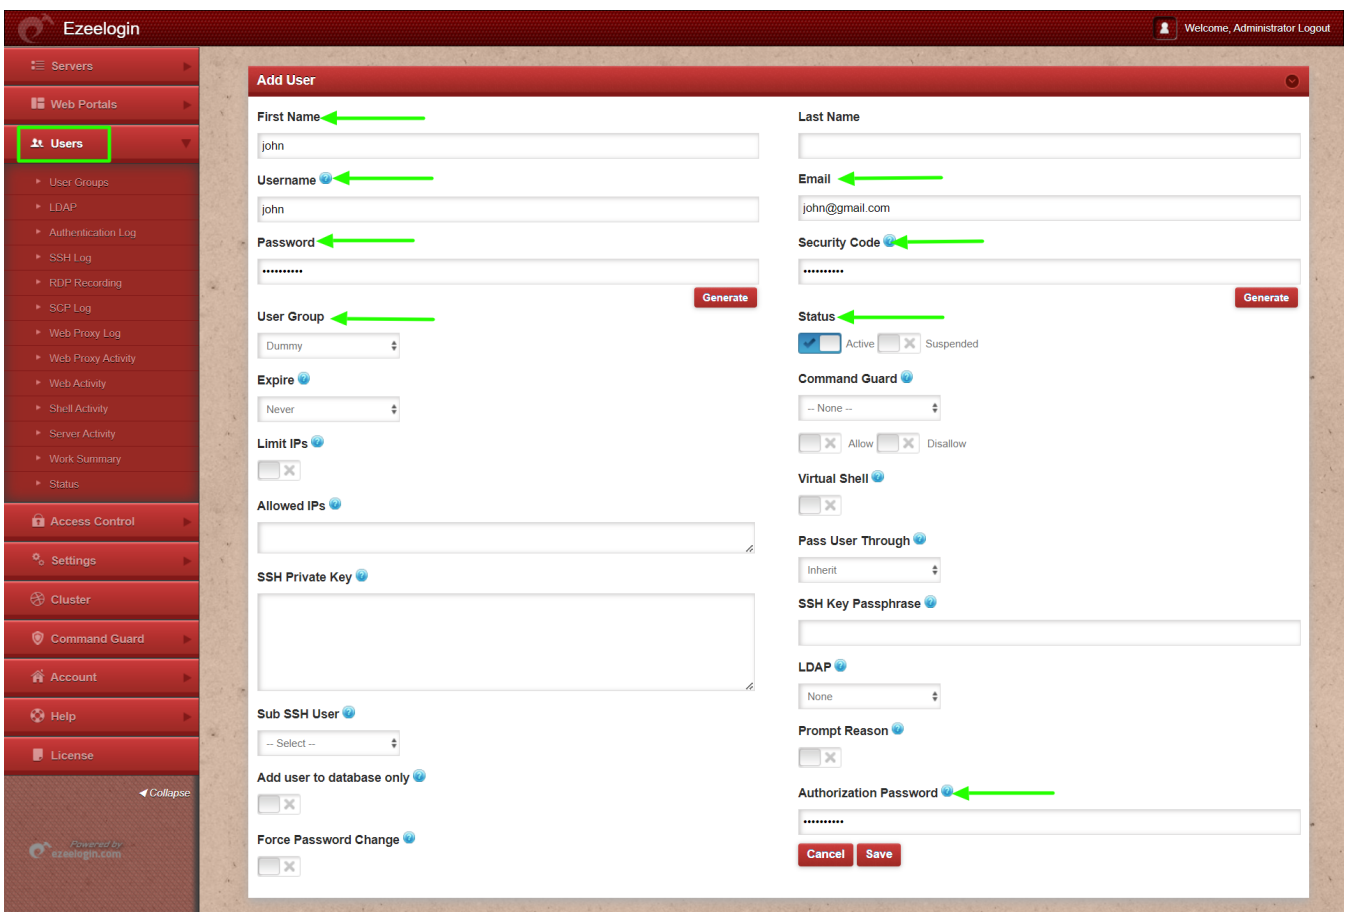 Ezeelogin
Welcome, Administrator Logout
Servers
Web Portals
Users
User Groups
LDAP
Authentication Log
SSH Log
RDP Recording
SCP Log
Web Proxy Log
Web Proxy Activity
Web Activity
Shell Activity
Server Activity
Work Summary
Status
Access Control
Settings
Cluster
Command Guard
Account
Help
License
Collapse
Powered by
ezeelogin.com
Add User
First Name
john
Last Name
Username
john
Email
john@gmail.com
Password
••••••••••
Generate
Security Code
••••••••••
Generate
User Group
Dummy
Status
Active Suspended
Expire
Never
Command Guard
-- None --
Allow Disallow
Limit IPs
Virtual Shell
Allowed IPs
Pass User Through
Inherit
SSH Private Key
SSH Key Passphrase
LDAP
None
Sub SSH User
-- Select --
Prompt Reason
Add user to database only
Authorization Password
••••••••••
Force Password Change
Cancel Save